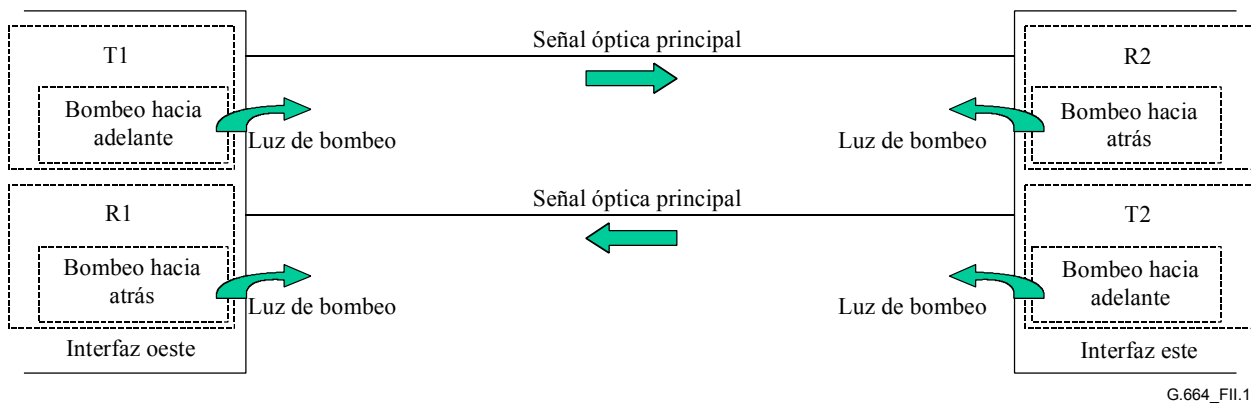 Señal óptica principal
T1
R2
Bombeo hacia
adelante
Luz de bombeo
Luz de bombeo
Bombeo hacia
atrás
Señal óptica principal
R1
T2
Bombeo hacia
atrás
Luz de bombeo
Luz de bombeo
Bombeo hacia
adelante
Interfaz oeste
Interfaz este
G.664_FII.1